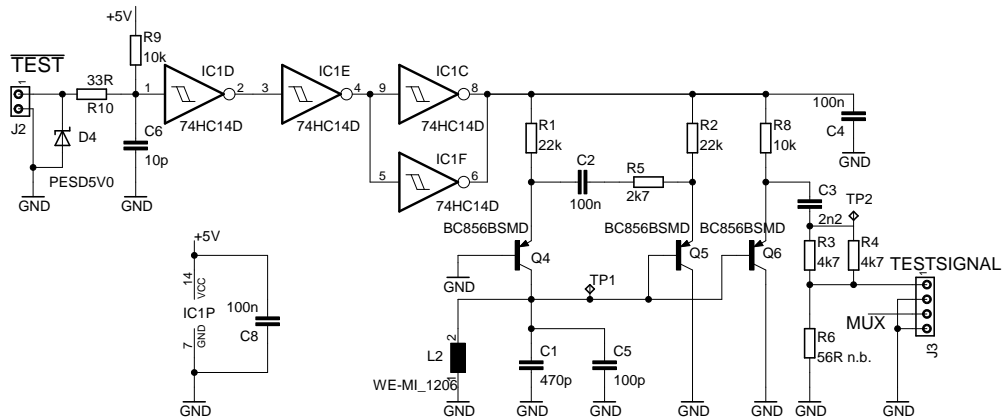 +5V
R9
10k
TEST
1
J2
33R
R10
D4
PESD5V0
C6
10p
GND
GND
GND
IC1D
1
2
74HC14D
IC1E
3
4
74HC14D
IC1C
9
8
74HC14D
IC1F
5
6
74HC14D
R1
22k
R2
22k
R8
10k
100n
C4
GND
C2
100n
R5
2k7
BC856BSMD
Q4
BC856BSMD
Q5
BC856BSMD
Q6
C3
2n2
TP2
R3
4k7
R4
4k7
TESTSIGNAL
1
MUX
J3
R6
56R n.b.
GND
TP1
+5V
14
VCC
IC1P
7
GND
100n
C8
GND
2
L2
1
WE-MI_1206
C1
470p
C5
100p
GND
GND
GND
GND
GND
GND
GND